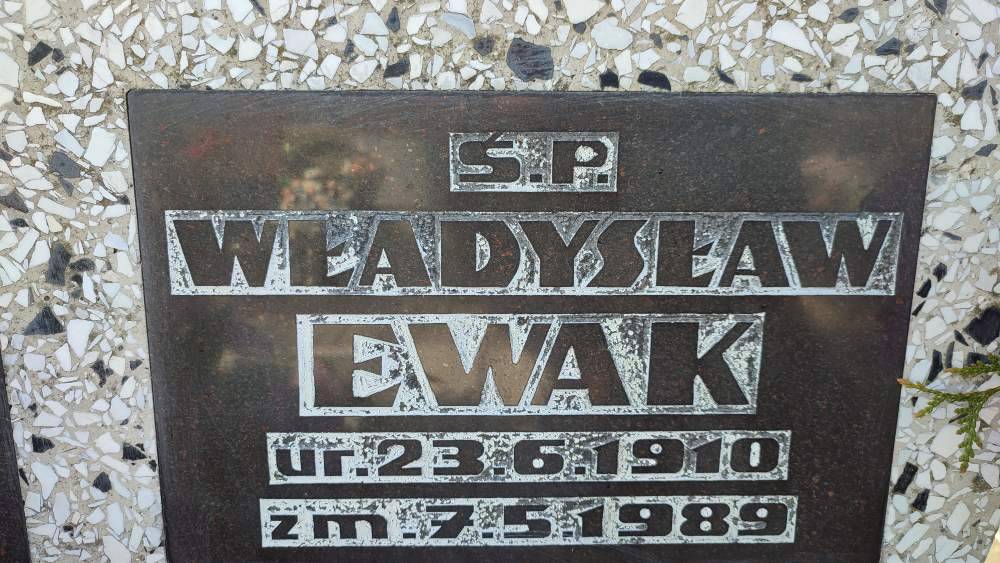 Ś.P.
WŁADYSŁAW
EWAK
ur.23.6.1910
zm.7.5.1989